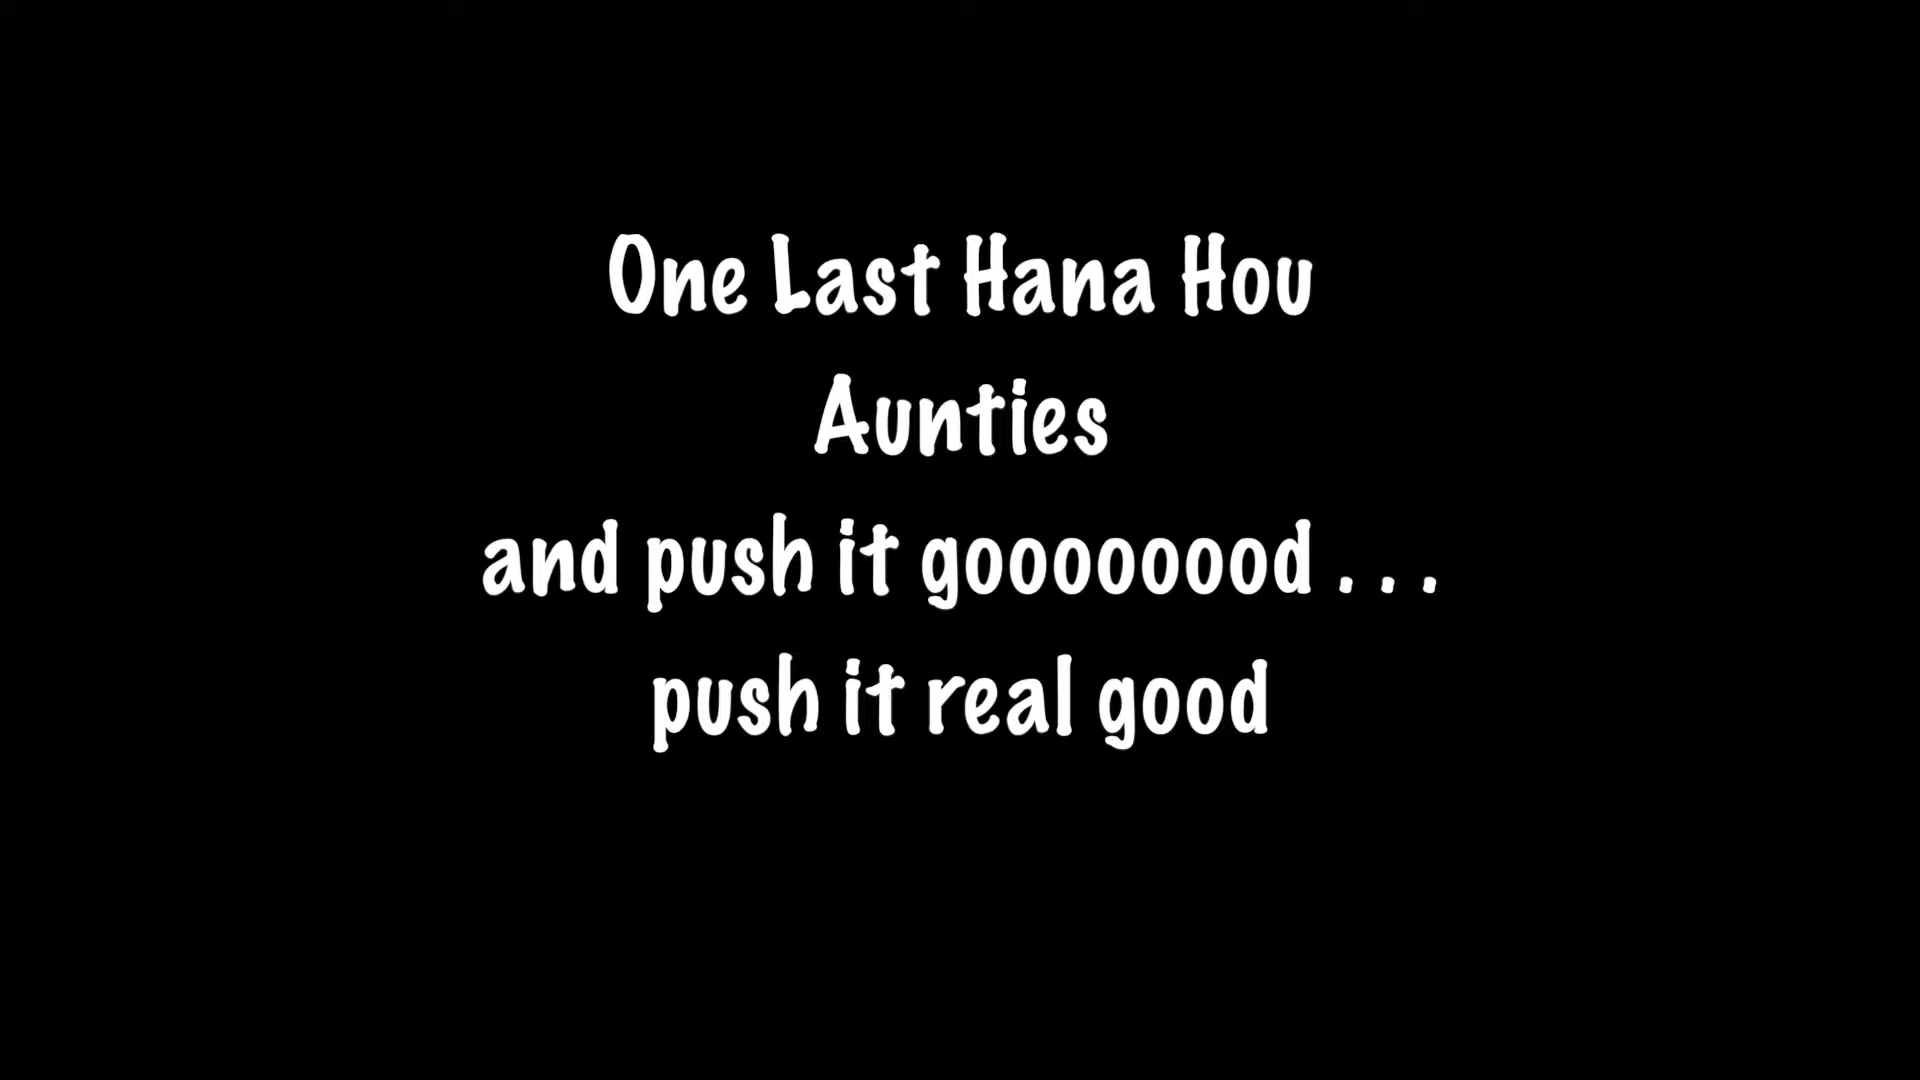 One Last Hana Hou
Aunties
and push it goooooood . . .
push it real good